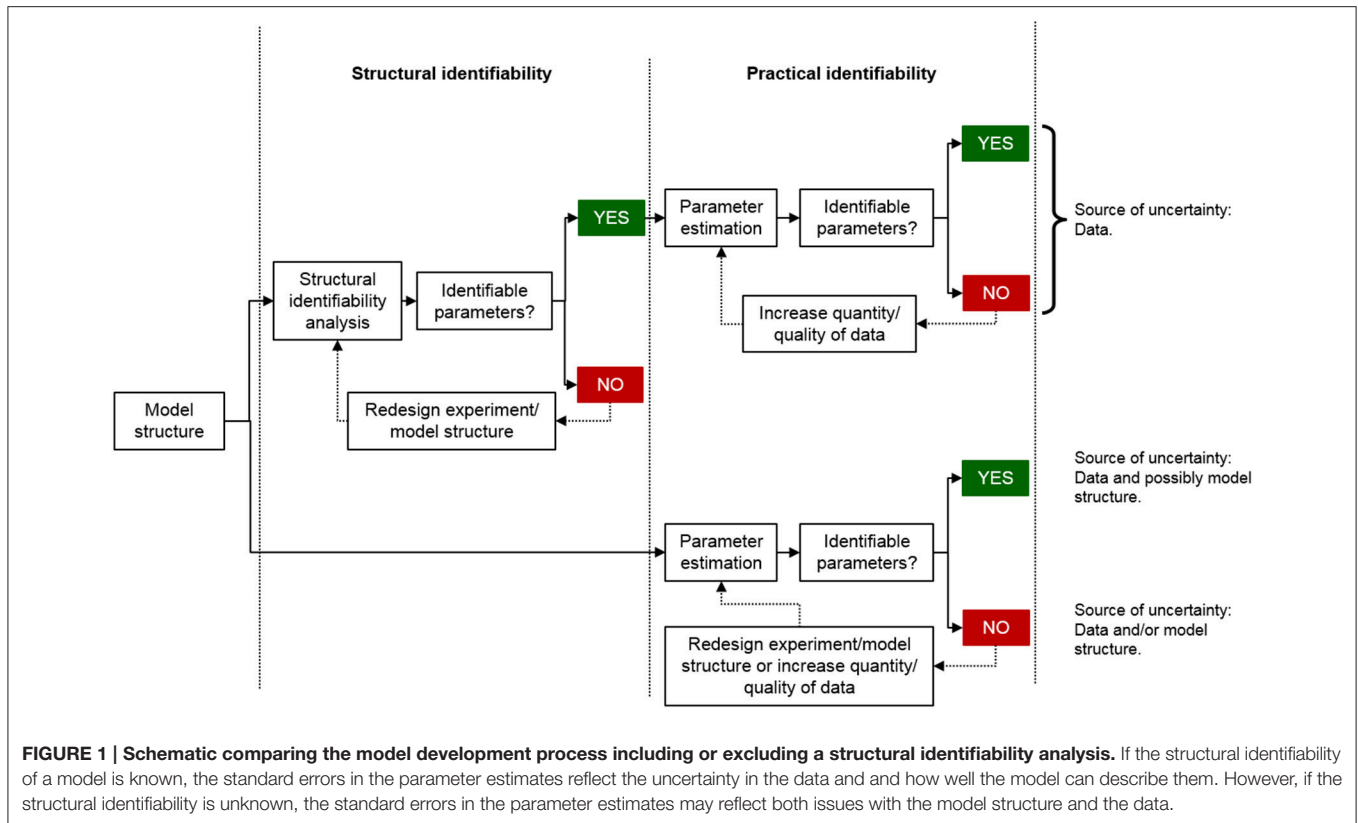 Structural identifiability
Practical identifiability
Model
structure
Structural
identifiability
analysis
Identifiable
parameters?
YES
NO
Redesign experiment/
model structure
Parameter
estimation
Identifiable
parameters?
YES
NO
Increase quantity/
quality of data
Source of uncertainty:
Data.
Parameter
estimation
Identifiable
parameters?
YES
NO
Redesign experiment/model
structure or increase quantity/
quality of data
Source of uncertainty:
Data and possibly model
structure.
Source of uncertainty:
Data and/or model
structure.
FIGURE 1 | Schematic comparing the model development process including or excluding a structural identifiability analysis. If the structural identifiability
of a model is known, the standard errors in the parameter estimates reflect the uncertainty in the data and and how well the model can describe them. However, if the
structural identifiability is unknown, the standard errors in the parameter estimates may reflect both issues with the model structure and the data.